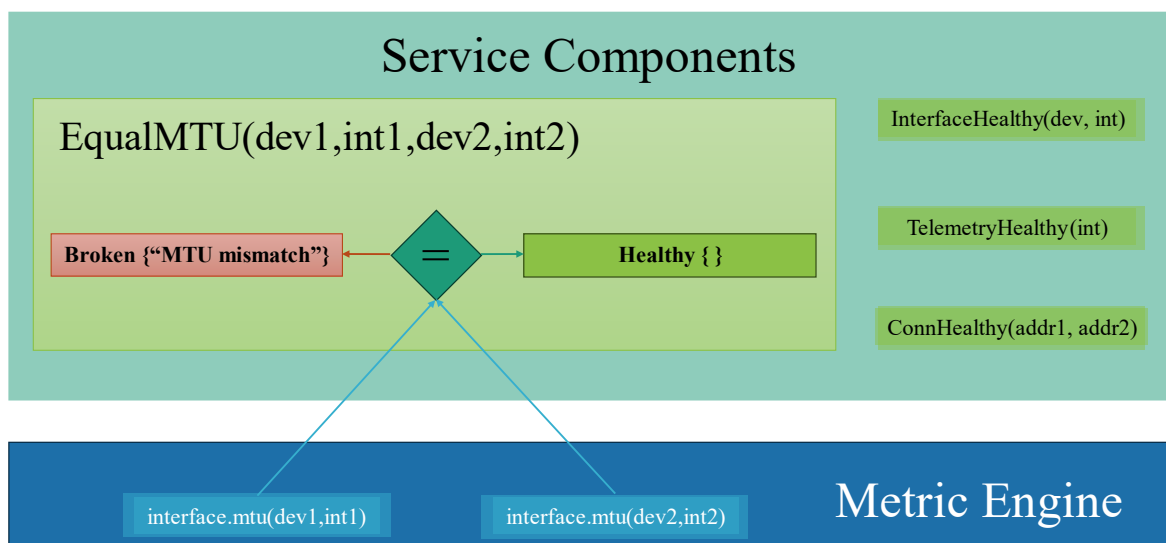 Service Components
EqualMTU(dev1,int1,dev2,int2)
InterfaceHealthy(dev, int)
TelemetryHealthy(int)
Broken {“MTU mismatch”}
=
Healthy { }
ConnHealthy(addr1, addr2)
interface.mtu(dev1,int1)
interface.mtu(dev2,int2)
Metric Engine